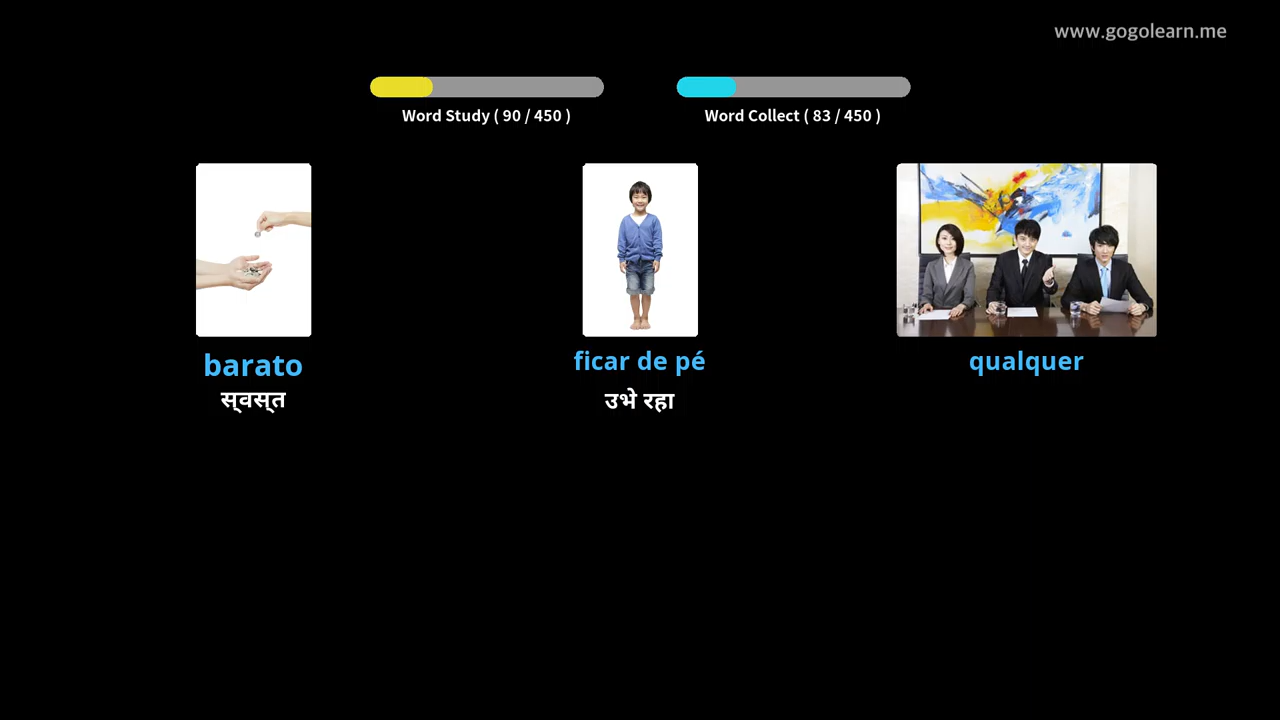 www.gogolearn.me
Word Study ( 90 / 450 )
Word Collect ( 83 / 450 )
barato
स्वस्त
ficar de pé
उभे रहा
qualquer